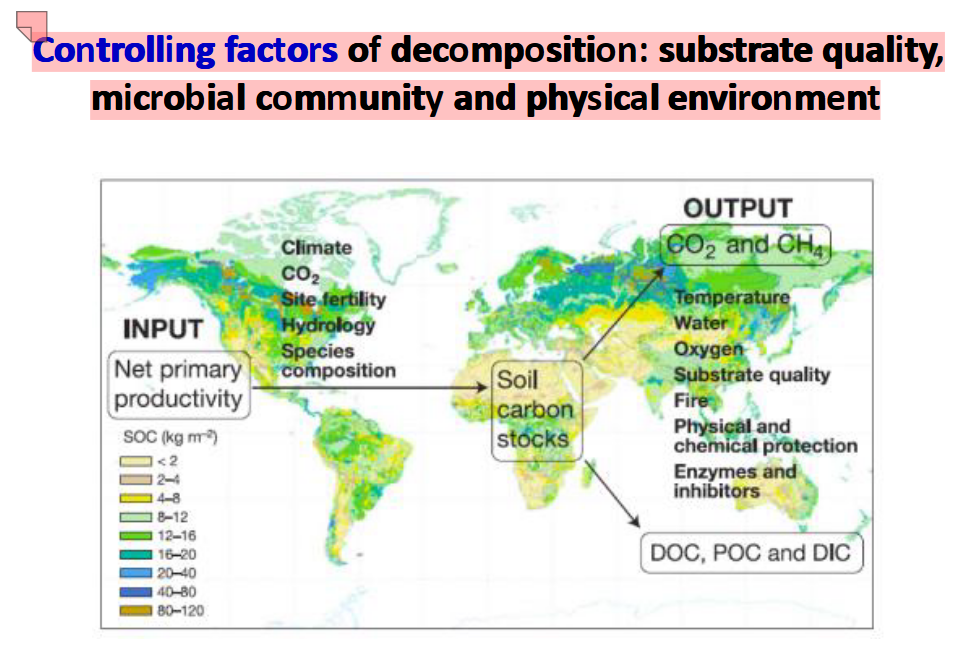 Controlling factors of decomposition: substrate quality,
microbial community and physical environment
OUTPUT
CO₂ and CH₄
Climate
CO₂
Site fertility
Hydrology
Species
composition
INPUT
Net primary
productivity
Soil
carbon
stocks
Temperature
Water
Oxygen
Substrate quality
Fire
Physical and
chemical protection
Enzymes and
inhibitors
DOC, POC and DIC
SOC (kg m⁻²)
< 2
2–4
4–8
8–12
12–16
16–20
20–40
40–80
80–120